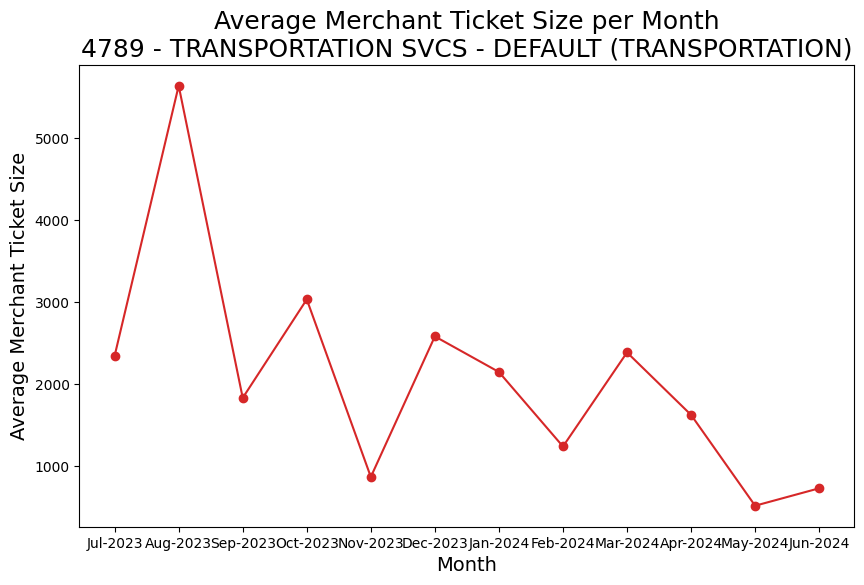 Average Merchant Ticket Size per Month
4789 - TRANSPORTATION SVCS - DEFAULT (TRANSPORTATION)
Average Merchant Ticket Size
5000
4000
3000
2000
1000
Jul-2023 Aug-2023 Sep-2023 Oct-2023 Nov-2023 Dec-2023 Jan-2024 Feb-2024 Mar-2024 Apr-2024 May-2024 Jun-2024
Month